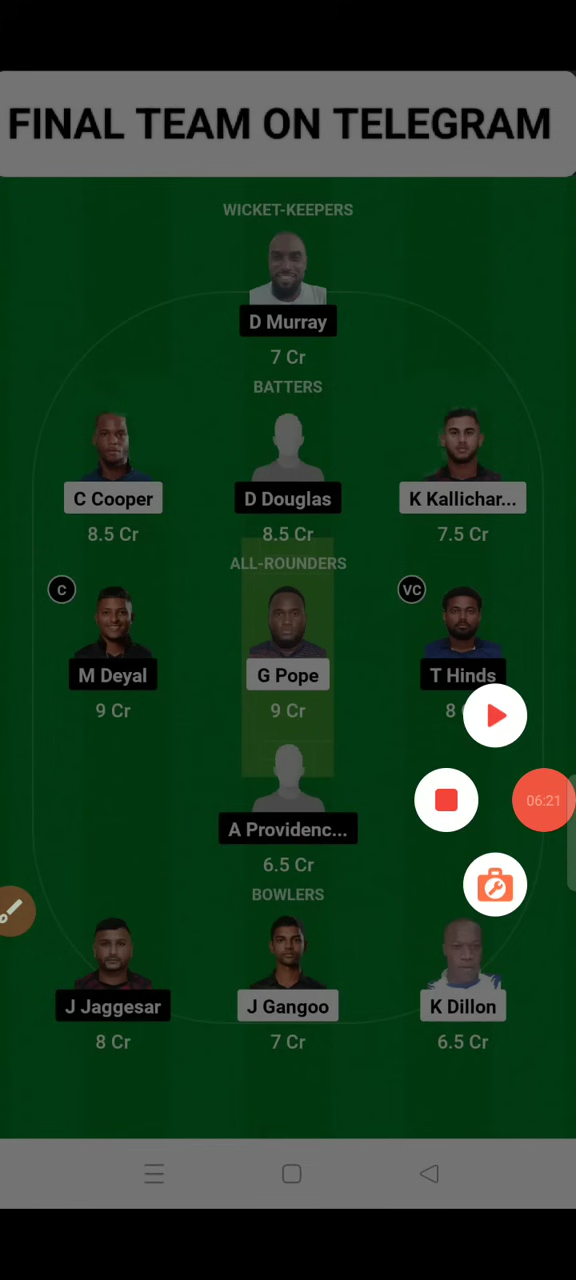 FINAL TEAM ON TELEGRAM
WICKET-KEEPERS
D Murray
7 Cr
BATTERS
C Cooper
D Douglas
K Kallichar...
8.5 Cr
8.5 Cr
7.5 Cr
ALL-ROUNDERS
C
VC
M Deyal
G Pope
T Hinds
9 Cr
9 Cr
8
06:21
A Providenc...
6.5 Cr
BOWLERS
J Jaggesar
J Gangoo
K Dillon
8 Cr
7 Cr
6.5 Cr